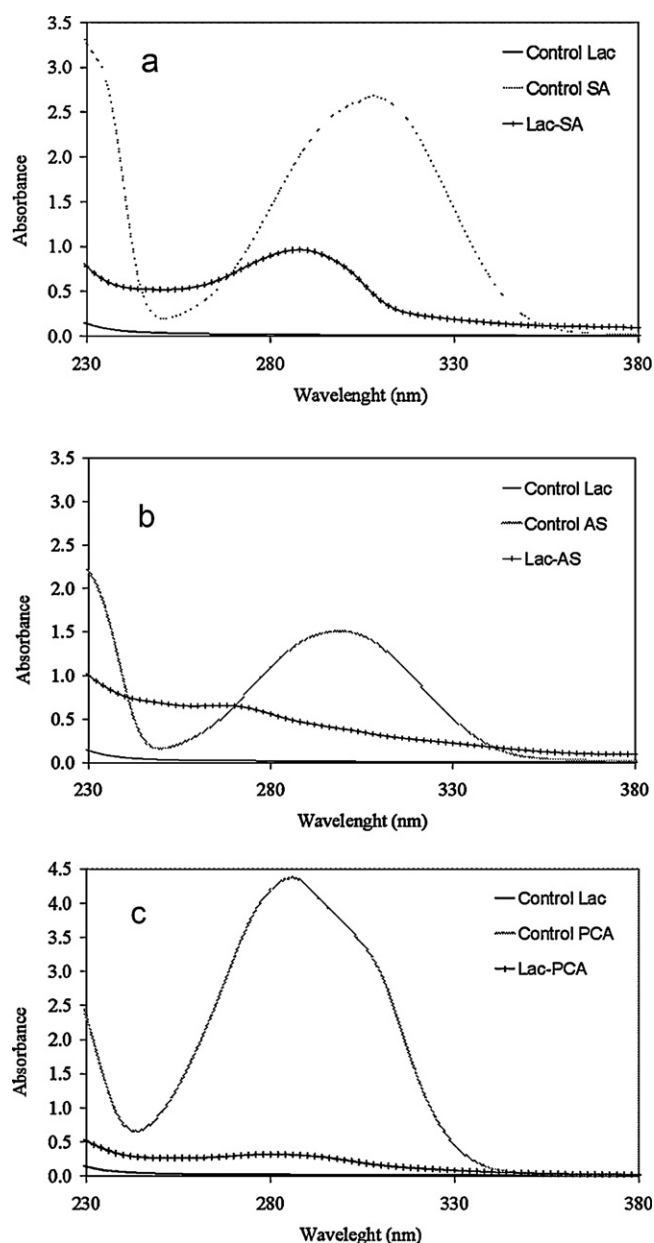 3.5
3.0
2.5
2.0
1.5
1.0
0.5
0.0
Absorbance
a
Control Lac
Control SA
Lac-SA
230 280 330 380
Wavelenght (nm)
3.5
3.0
2.5
2.0
1.5
1.0
0.5
0.0
Absorbance
b
Control Lac
Control AS
Lac-AS
230 280 330 380
Wavelenght (nm)
4.5
4.0
3.5
3.0
2.5
2.0
1.5
1.0
0.5
0.0
Absorbance
c
Control Lac
Control PCA
Lac-PCA
230 280 330 380
Waveleght (nm)